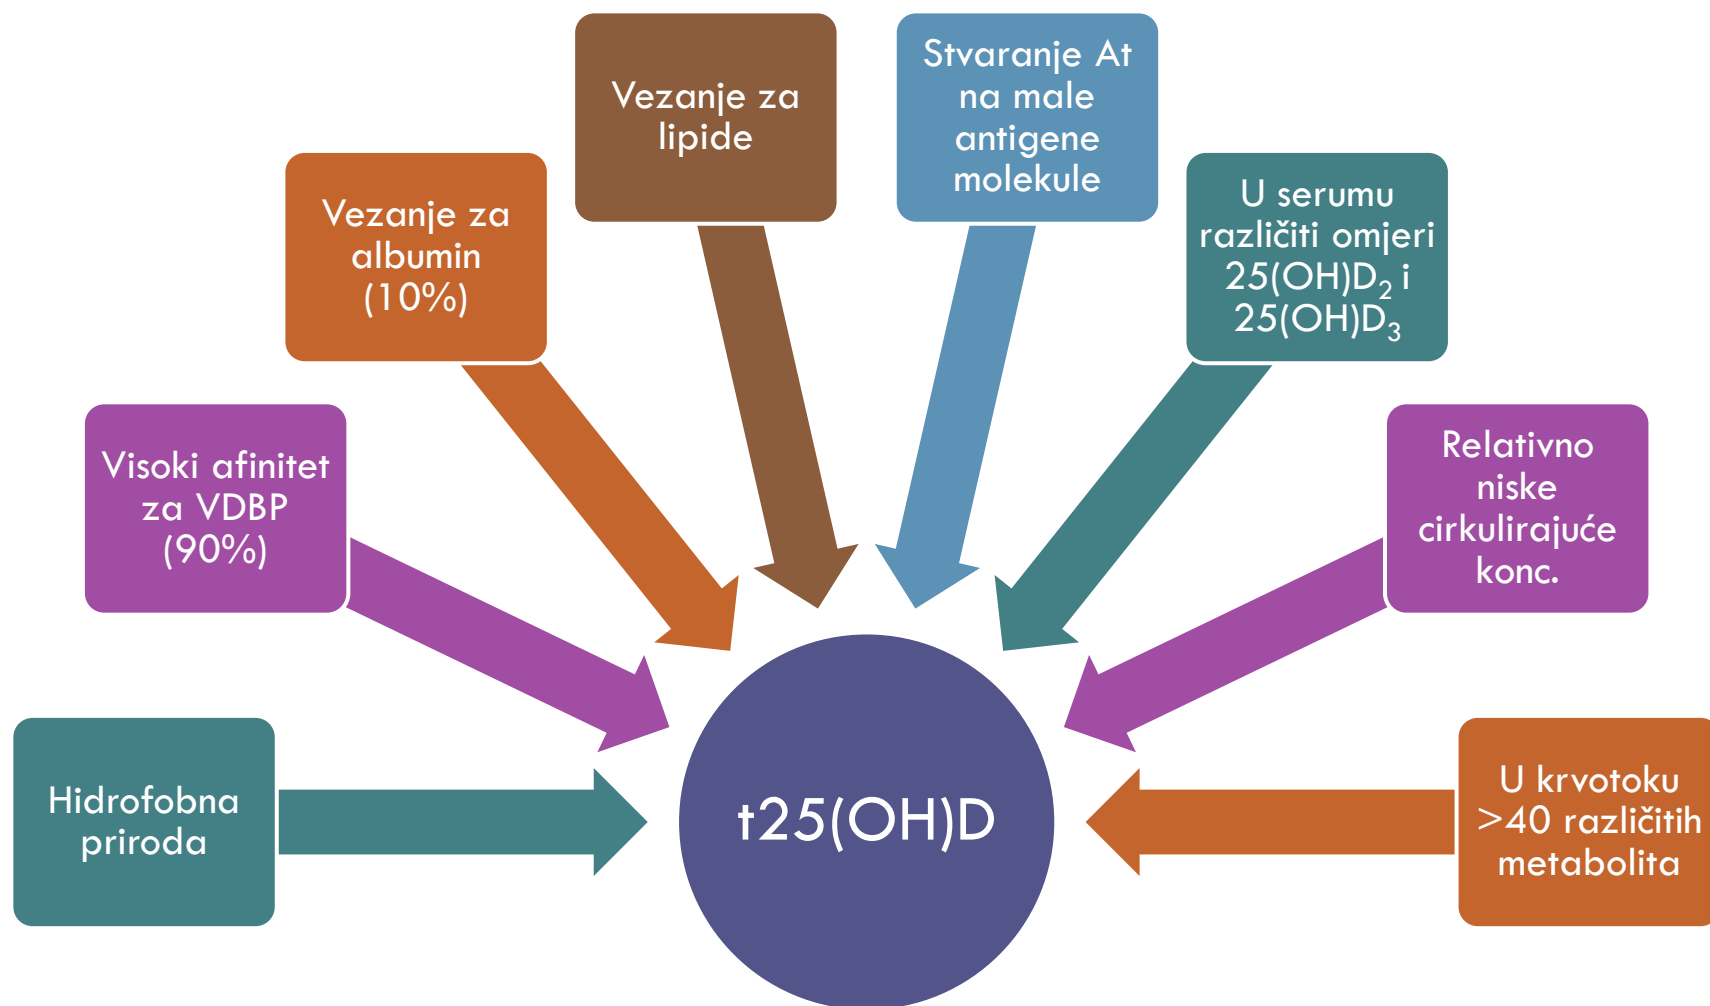 Hidrofobna
priroda
Visoki afinitet
za VDBP
(90%)
Vezanje za
albumin
(10%)
Vezanje za
lipide
Stvaranje At
na male
antigene
molekule
U serumu
različiti omjeri
25(OH)D₂ i
25(OH)D₃
Relativno
niske
cirkulirajuće
konc.
U krvotoku
>40 različitih
metabolita
t25(OH)D